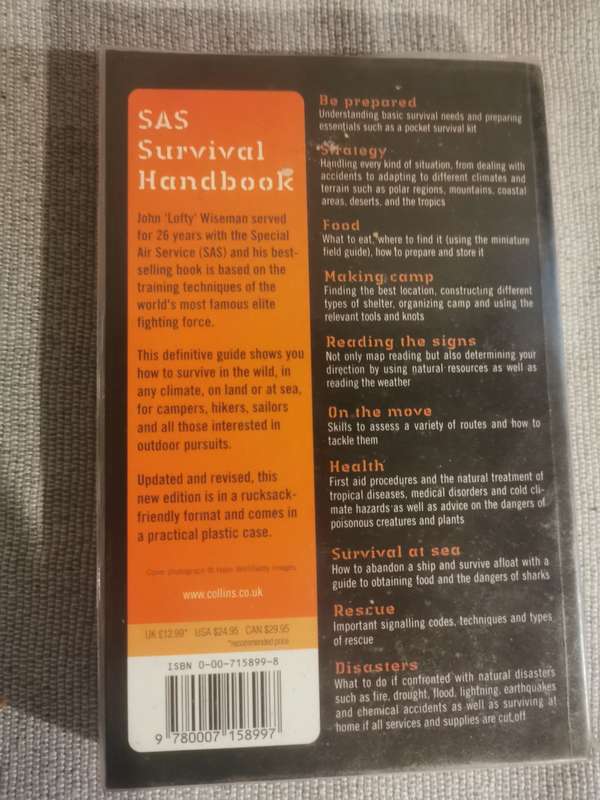 SAS
Survival
Handbook
John 'Lofty' Wiseman served
for 26 years with the Special
Air Service (SAS) and his best-
selling book is based on the
training techniques of the
world's most famous elite
fighting force.
This definitive guide shows you
how to survive in the wild, in
any climate, on land or at sea,
for campers, hikers, sailors
and all those interested in
outdoor pursuits.
Updated and revised, this
new edition is in a rucksack-
friendly format and comes in
a practical plastic case.
Cover photograph ©
www.collins.co.uk
UK £12.99* USA $24.95 CAN $29.95
*recommended price
ISBN 0-00-715899-8
9 780007 158997
Be prepared
Understanding basic survival needs and preparing
essentials such as a pocket survival kit
Strategy
Handling every kind of situation, from dealing with
accidents to adapting to different climates and
terrain such as polar regions, mountains, coastal
areas, deserts, and the tropics
Food
What to eat, where to find it (using the miniature
field guide), how to prepare and store it
Making camp
Finding the best location, constructing different
types of shelter, organizing camp and using the
relevant tools and knots
Reading the signs
Not only map reading but also determining your
direction by using natural resources as well as
reading the weather
On the move
Skills to assess a variety of routes and how to
tackle them
Health
First aid procedures and the natural treatment of
tropical diseases, medical disorders and cold cli-
mate hazards as well as advice on the dangers of
poisonous creatures and plants
Survival at sea
How to abandon a ship and survive afloat with a
guide to obtaining food and the dangers of sharks
Rescue
Important signalling codes, techniques and types
of rescue
Disasters
What to do if confronted with natural disasters
such as fire, drought, flood, lightning, earthquakes
and chemical accidents as well as surviving at
home if all services and supplies are cut off